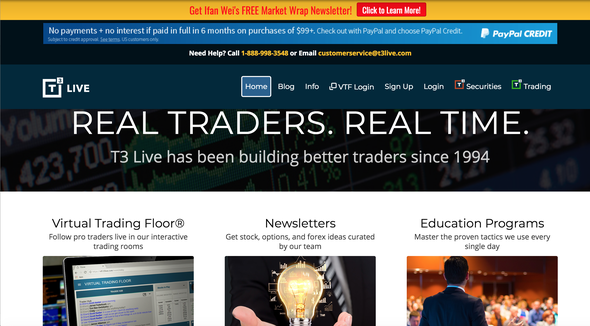 Get Ifan Wei's FREE Market Wrap Newsletter! Click to Learn More!
No payments + no interest if paid in full in 6 months on purchases of $99+. Check out with PayPal and choose PayPal Credit.
Subject to credit approval. See terms. US customers only.
PayPal CREDIT
Need Help? Call 1-888-998-3548 or Email customerservice@t3live.com
T3 LIVE
Home Blog Info VTF Login Sign Up Login T3 Securities T3 Trading
REAL TRADERS. REAL TIME.
T3 Live has been building better traders since 1994
Virtual Trading Floor®
Follow pro traders live in our interactive
trading rooms
Newsletters
Get stock, options, and forex ideas curated
by our team
Education Programs
Master the proven tactics we use every
single day
VIRTUAL TRADING FLOOR